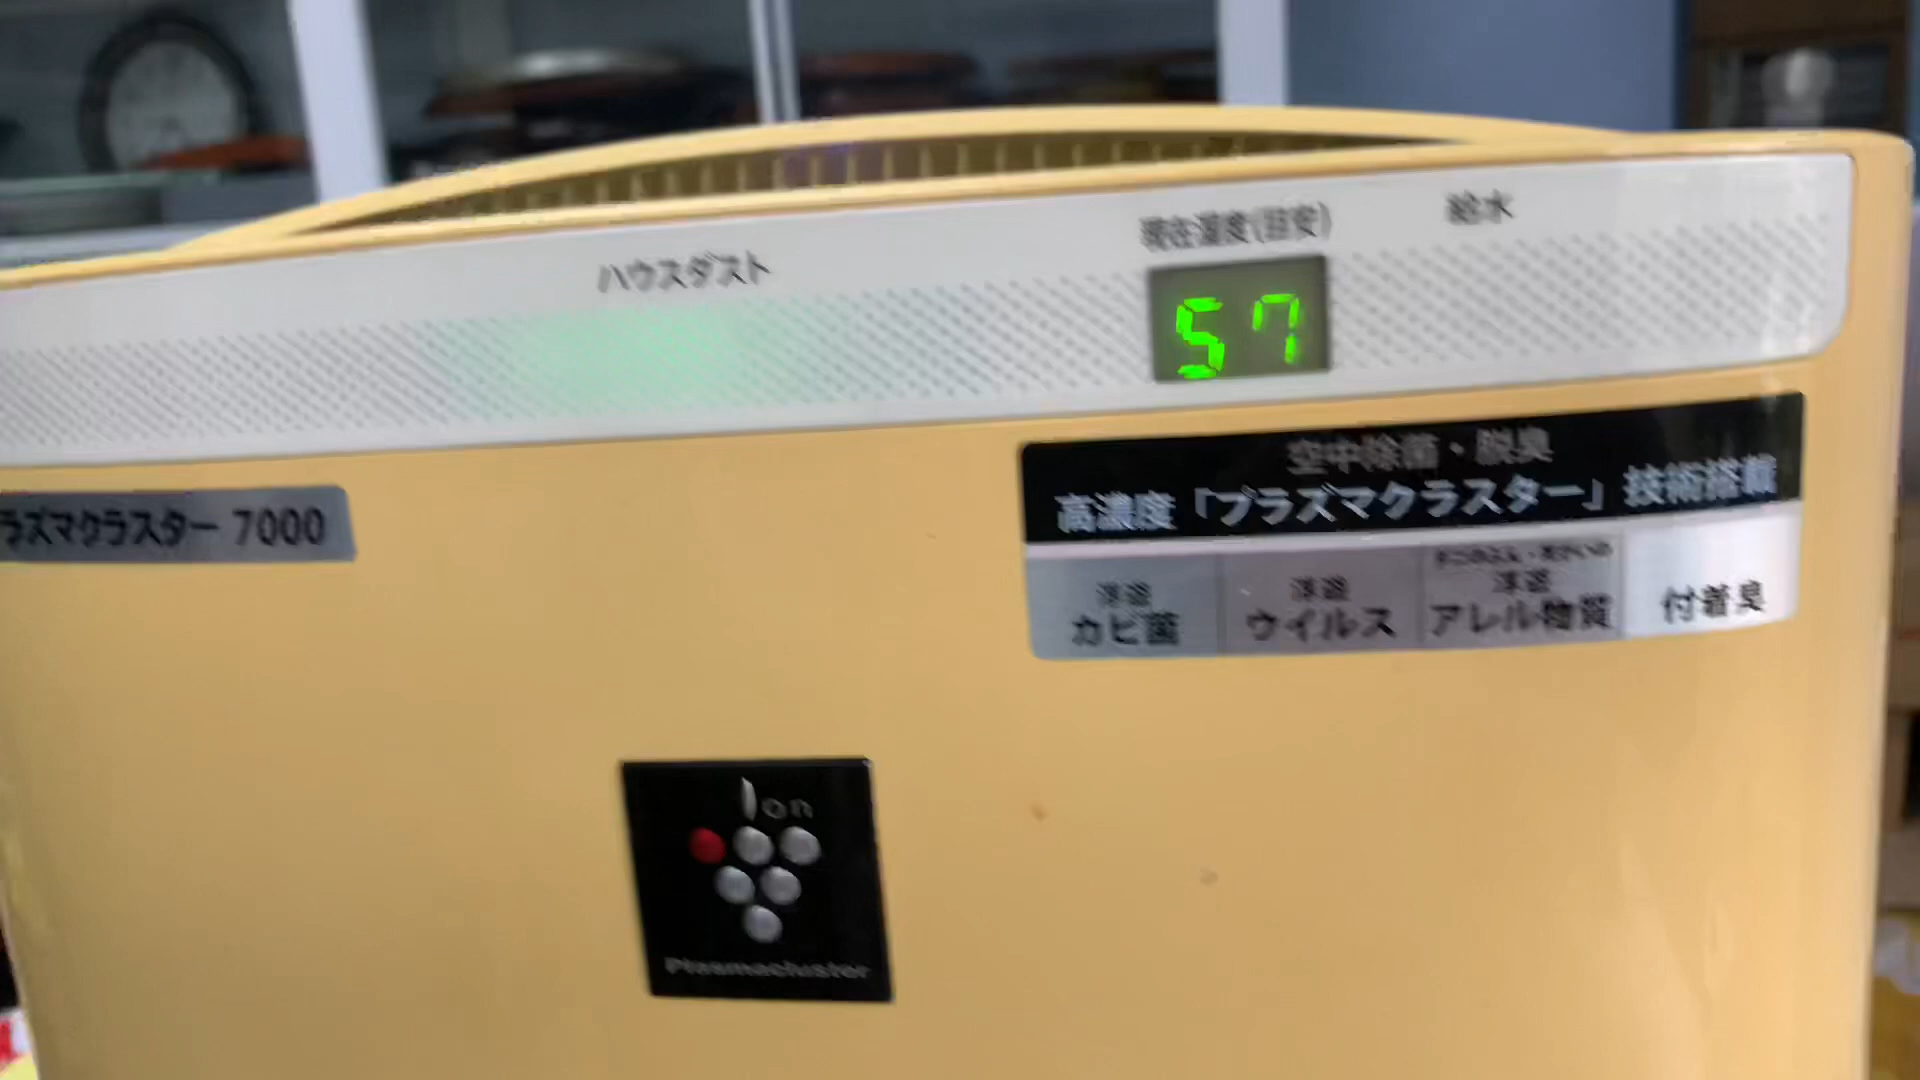 ハウスダスト
現在湿度(目安)
給水
57
ラズマクラスター 7000
空中除菌・脱臭
高濃度「プラズマクラスター」技術搭載
浮遊
カビ菌
浮遊
ウイルス
浮遊
アレル物質
付着臭
Ion
Plasmacluster